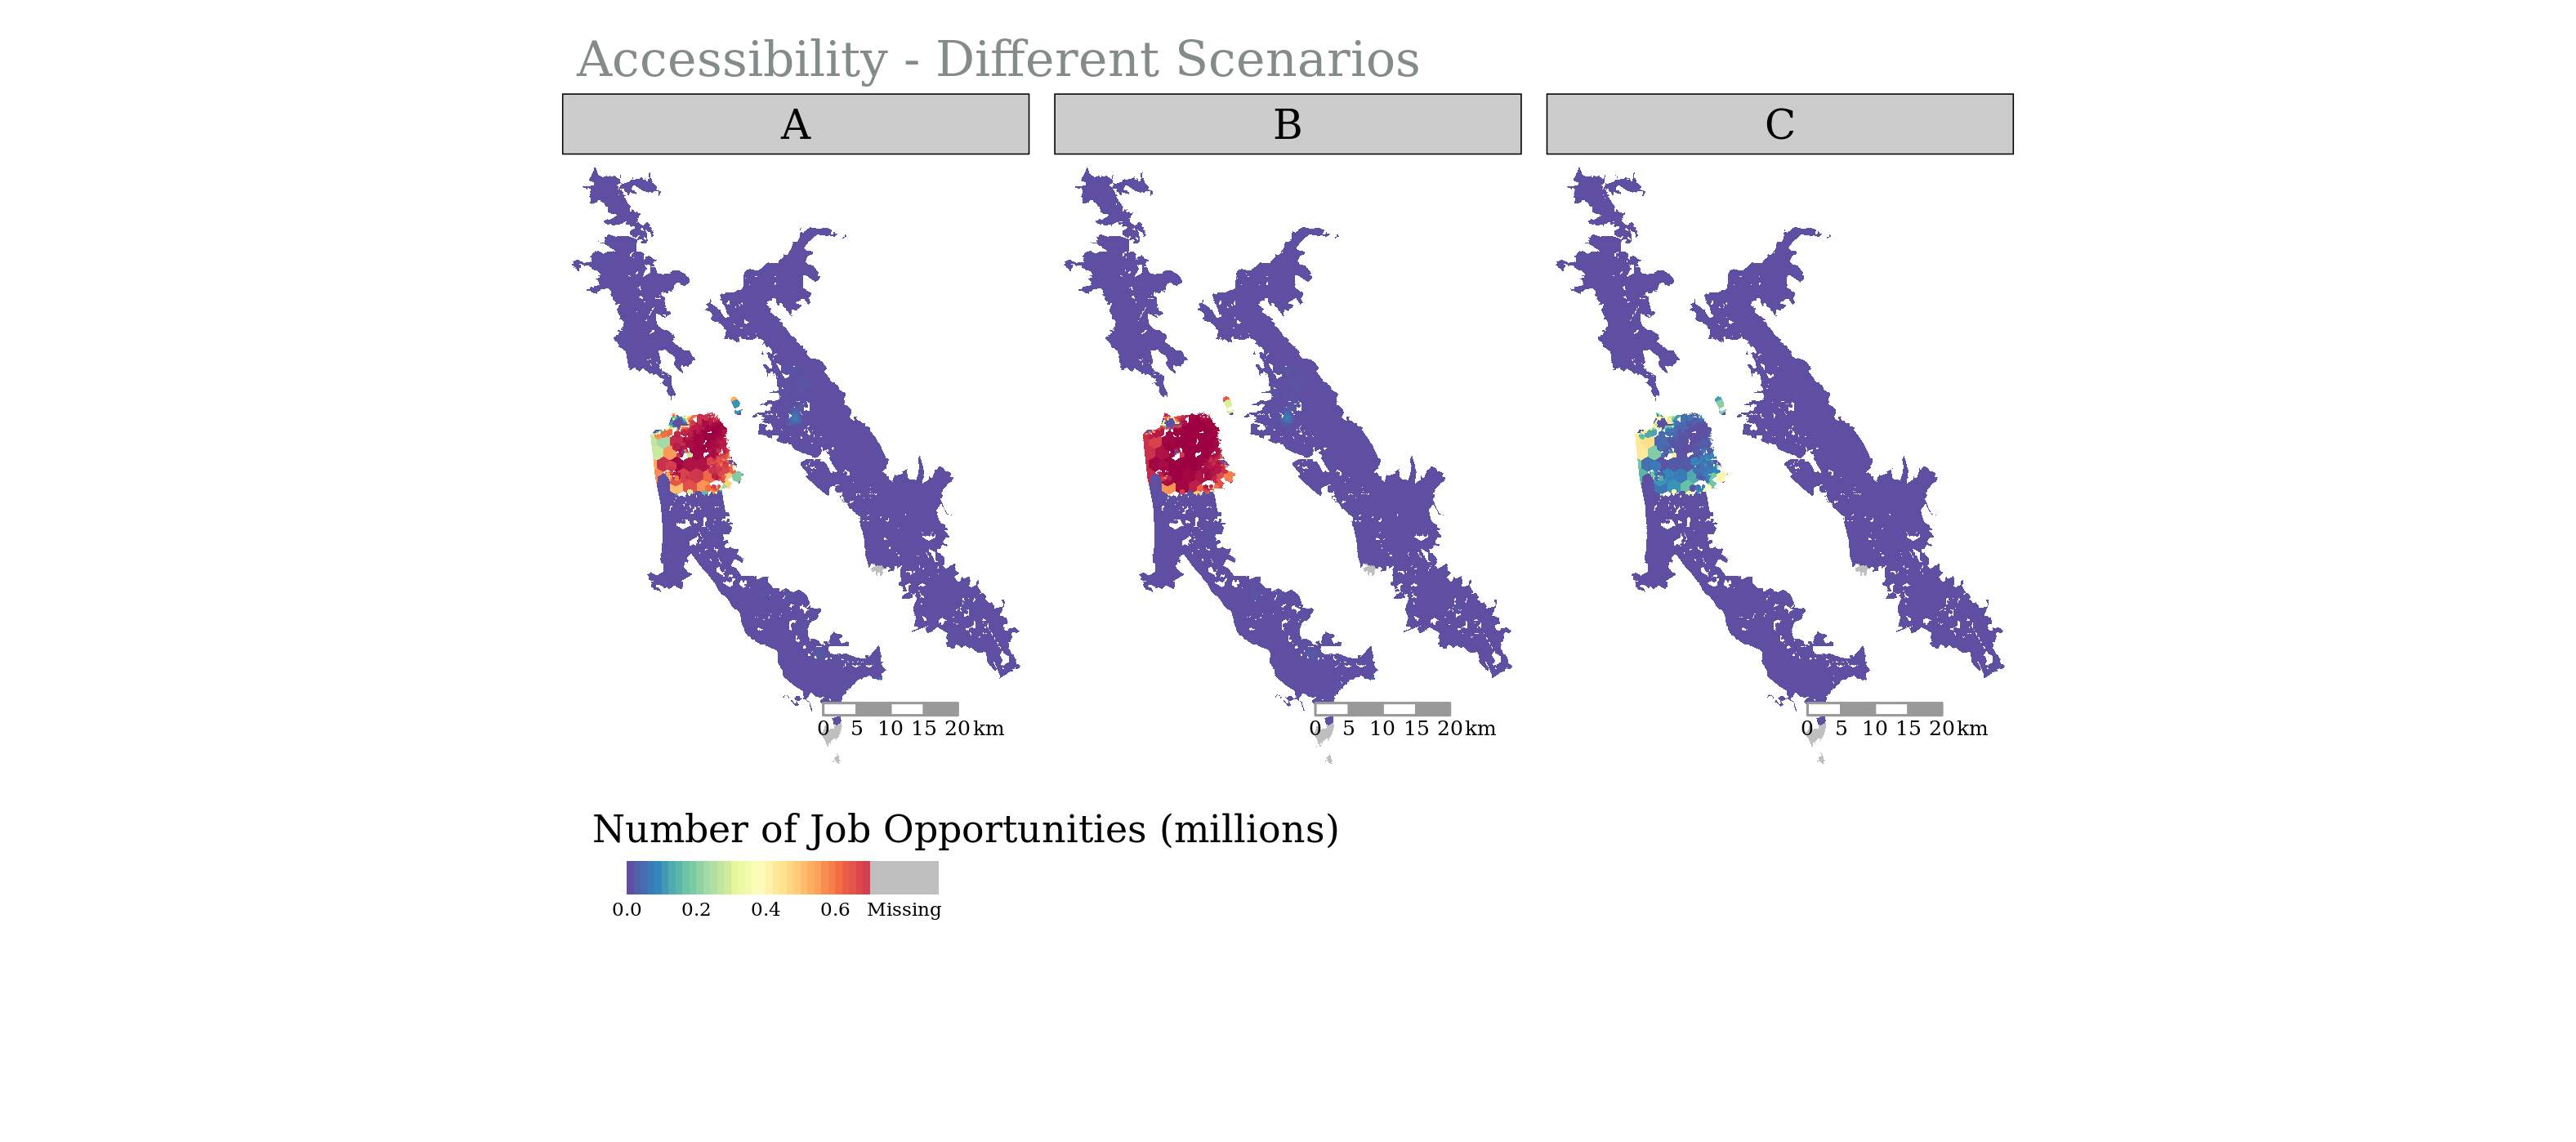 Accessibility - Different Scenarios
A B C
0 5 10 15 20 km 0 5 10 15 20 km 0 5 10 15 20 km
Number of Job Opportunities (millions)
0.0 0.2 0.4 0.6 Missing